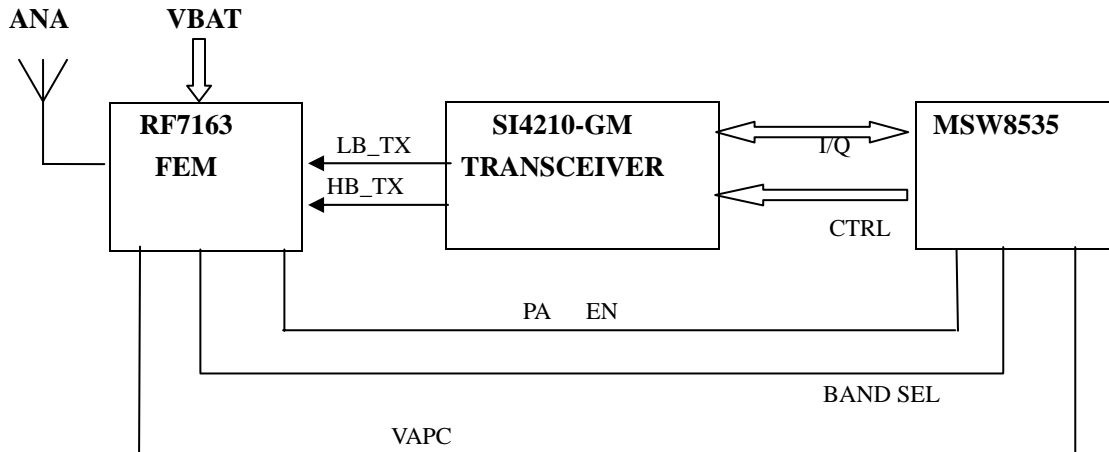 ANA
VBAT
RF7163
FEM
LB_TX
HB_TX
SI4210-GM
TRANSCEIVER
I/Q
CTRL
MSW8535
PA EN
BAND SEL
VAPC